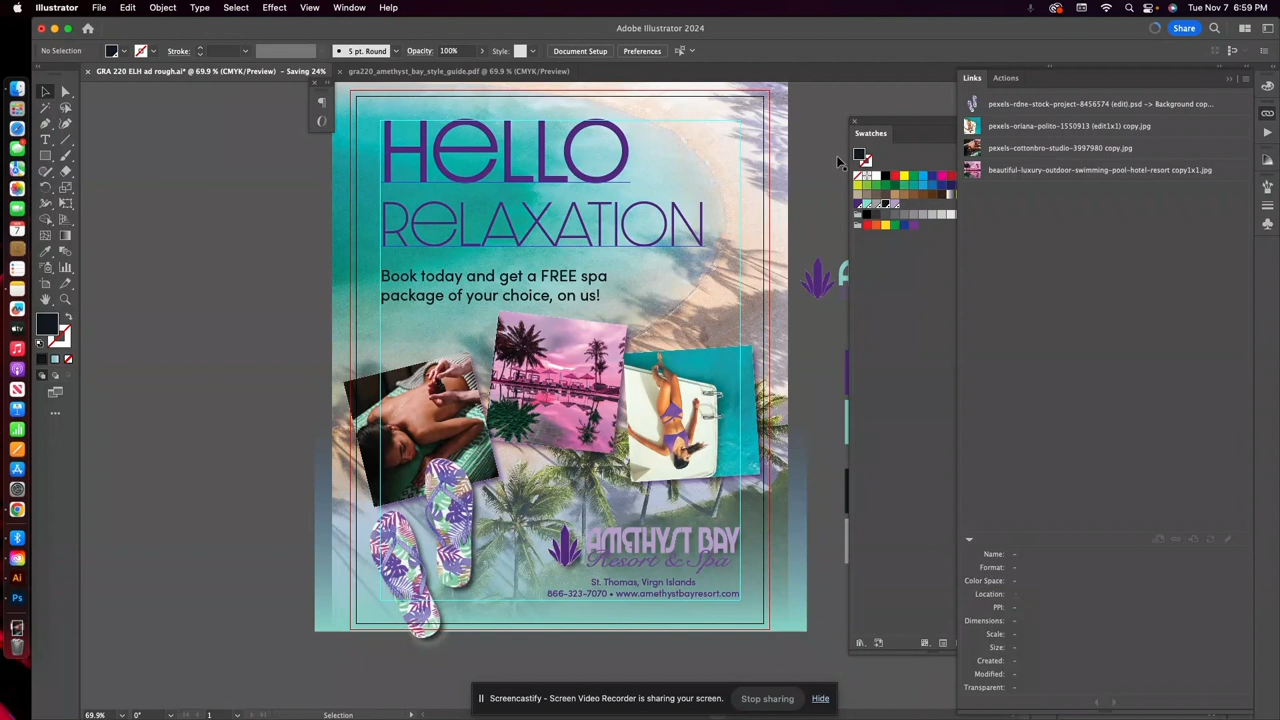 Illustrator File Edit Object Type Select Effect View Window Help
Tue Nov 7 6:59 PM
Adobe Illustrator 2024
Share
No Selection
Stroke:
5 pt. Round
Opacity: 100%
Style:
Document Setup
Preferences
× GRA 220 ELH ad rough.ai* @ 69.9 % (CMYK/Preview) - Saving 24%
× gra220_amethyst_bay_style_guide.pdf @ 69.9 % (CMYK/Preview)
Links Actions
pexels-rdne-stock-project-8456574 (edit).psd -> Background cop...
pexels-oriana-polito-1550913 (edit1x1) copy.jpg
pexels-cottonbro-studio-3997980 copy.jpg
beautiful-luxury-outdoor-swimming-pool-hotel-resort copy1x1.jpg
Swatches
HELLO
RELAXATION
Book today and get a FREE spa
package of your choice, on us!
AMETHYST BAY
Resort & Spa
St. Thomas, Virgn Islands
866-323-7070 • www.amethystbayresort.com
A
Name: -
Format: -
Color Space: -
Location: -
PPI: -
Dimensions: -
Scale: -
Size: -
Created: -
Modified: -
Transparent: -
Screencastify - Screen Video Recorder is sharing your screen.
Stop sharing
Hide
69.9%
0°
1
Selection